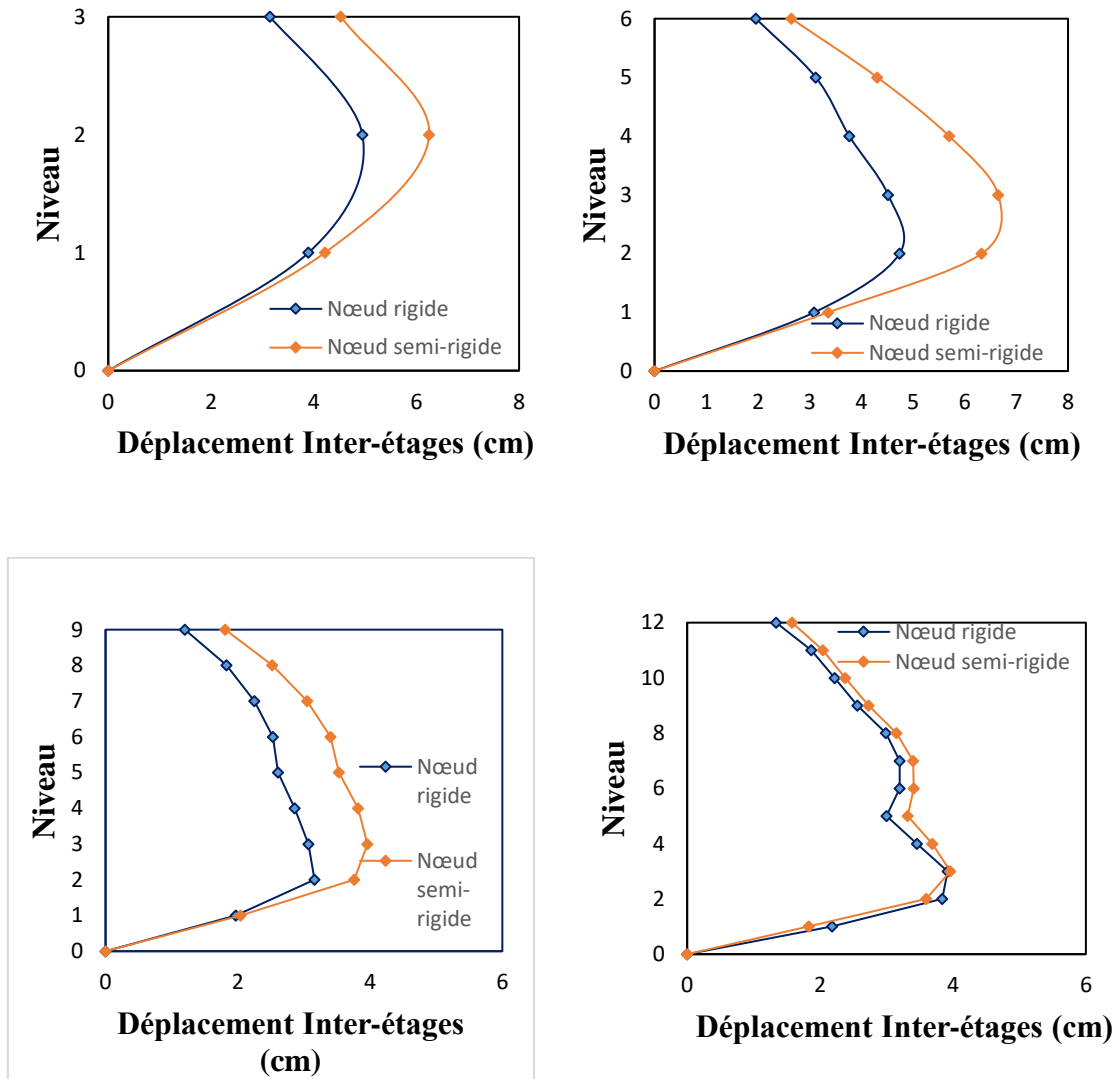 3
2
1
0
Niveau
Nœud rigide
Nœud semi-rigide
0 2 4 6 8
Déplacement Inter-étages (cm)
6
5
4
3
2
1
0
Niveau
Nœud rigide
Nœud semi-rigide
0 1 2 3 4 5 6 7 8
Déplacement Inter-étages (cm)
9
8
7
6
5
4
3
2
1
0
Niveau
Nœud
rigide
Nœud
semi-
rigide
0 2 4 6
Déplacement Inter-étages
(cm)
12
10
8
6
4
2
0
Niveau
Nœud rigide
Nœud semi-rigide
0 2 4 6
Déplacement Inter-étages (cm)